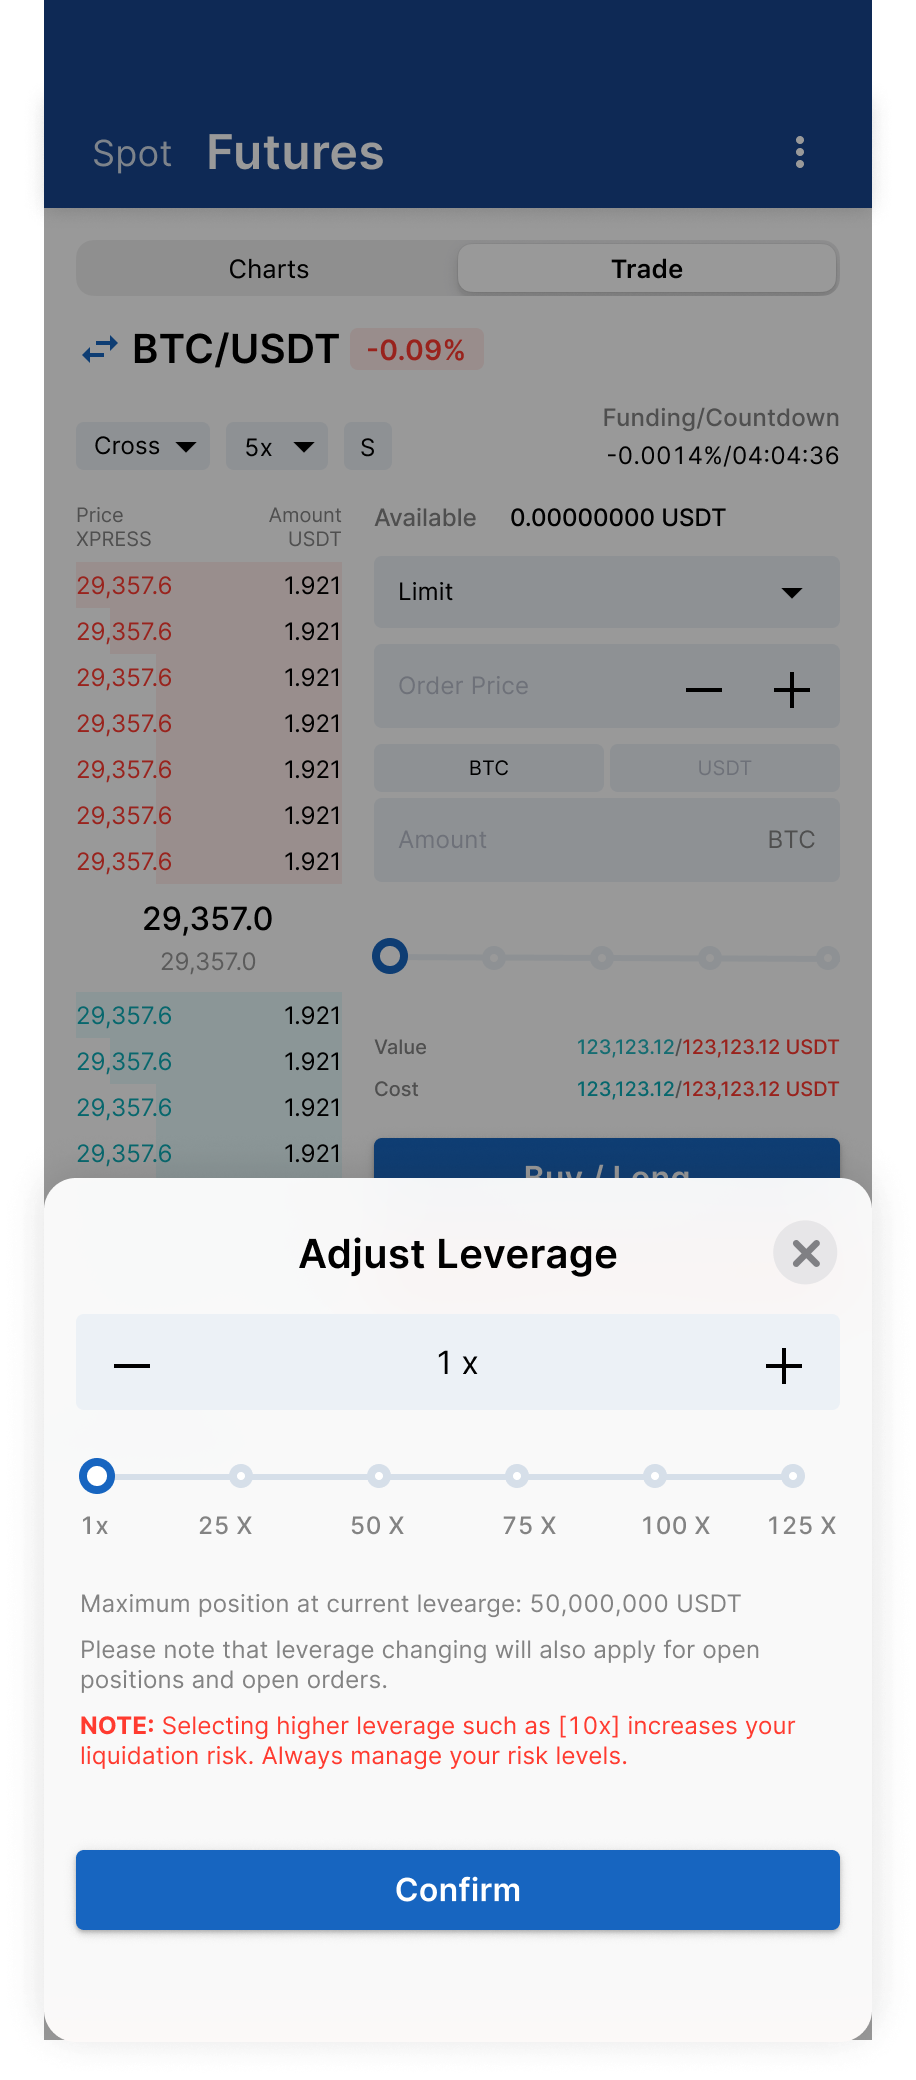 Spot Futures
Charts Trade
BTC/USDT -0.09%
Funding/Countdown
Cross 5x S -0.0014%/04:04:36
Price Amount
XPRESS USDT
Available 0.00000000 USDT
29,357.6 1.921
29,357.6 1.921
29,357.6 1.921
29,357.6 1.921
29,357.6 1.921
29,357.6 1.921
29,357.6 1.921
29,357.0
29,357.0
29,357.6 1.921
29,357.6 1.921
29,357.6 1.921
29,357.6 1.921
Limit
Order Price
BTC USDT
Amount BTC
Value 123,123.12/123,123.12 USDT
Cost 123,123.12/123,123.12 USDT
Buy / Long
Adjust Leverage
1 x
1x 25 X 50 X 75 X 100 X 125 X
Maximum position at current levearge: 50,000,000 USDT
Please note that leverage changing will also apply for open
positions and open orders.
NOTE: Selecting higher leverage such as [10x] increases your
liquidation risk. Always manage your risk levels.
Confirm